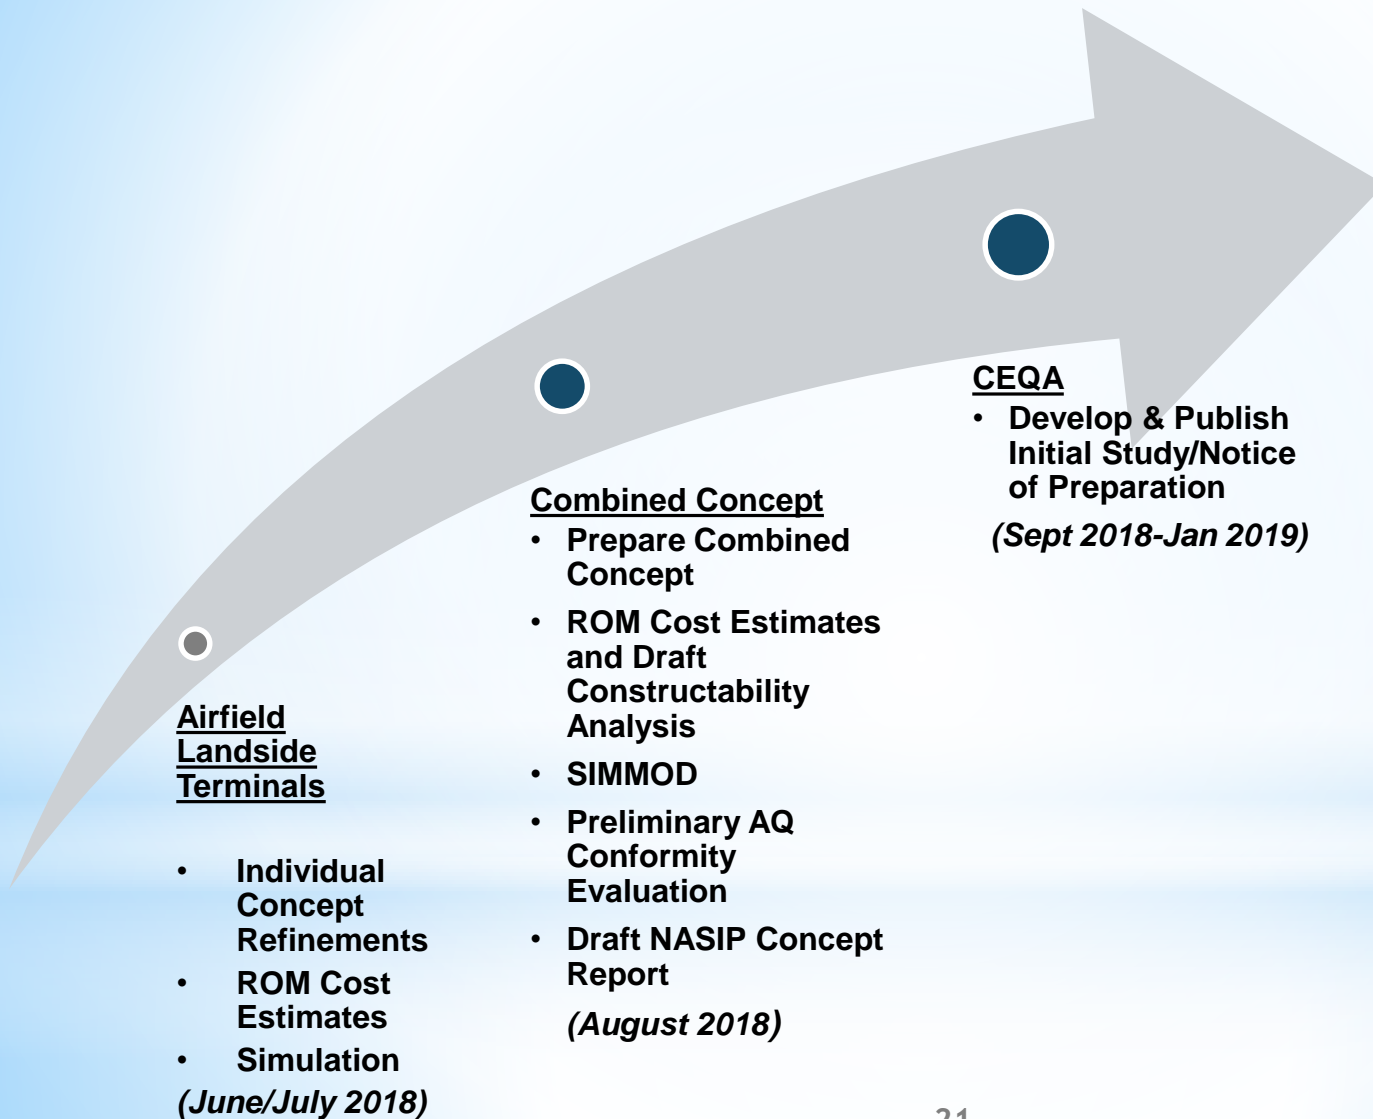 Airfield
Landside
Terminals
• Individual
Concept
Refinements
• ROM Cost
Estimates
• Simulation
(June/July 2018)
Combined Concept
• Prepare Combined
Concept
• ROM Cost Estimates
and Draft
Constructability
Analysis
• SIMMOD
• Preliminary AQ
Conformity
Evaluation
• Draft NASIP Concept
Report
(August 2018)
CEQA
• Develop & Publish
Initial Study/Notice
of Preparation
(Sept 2018-Jan 2019)
21